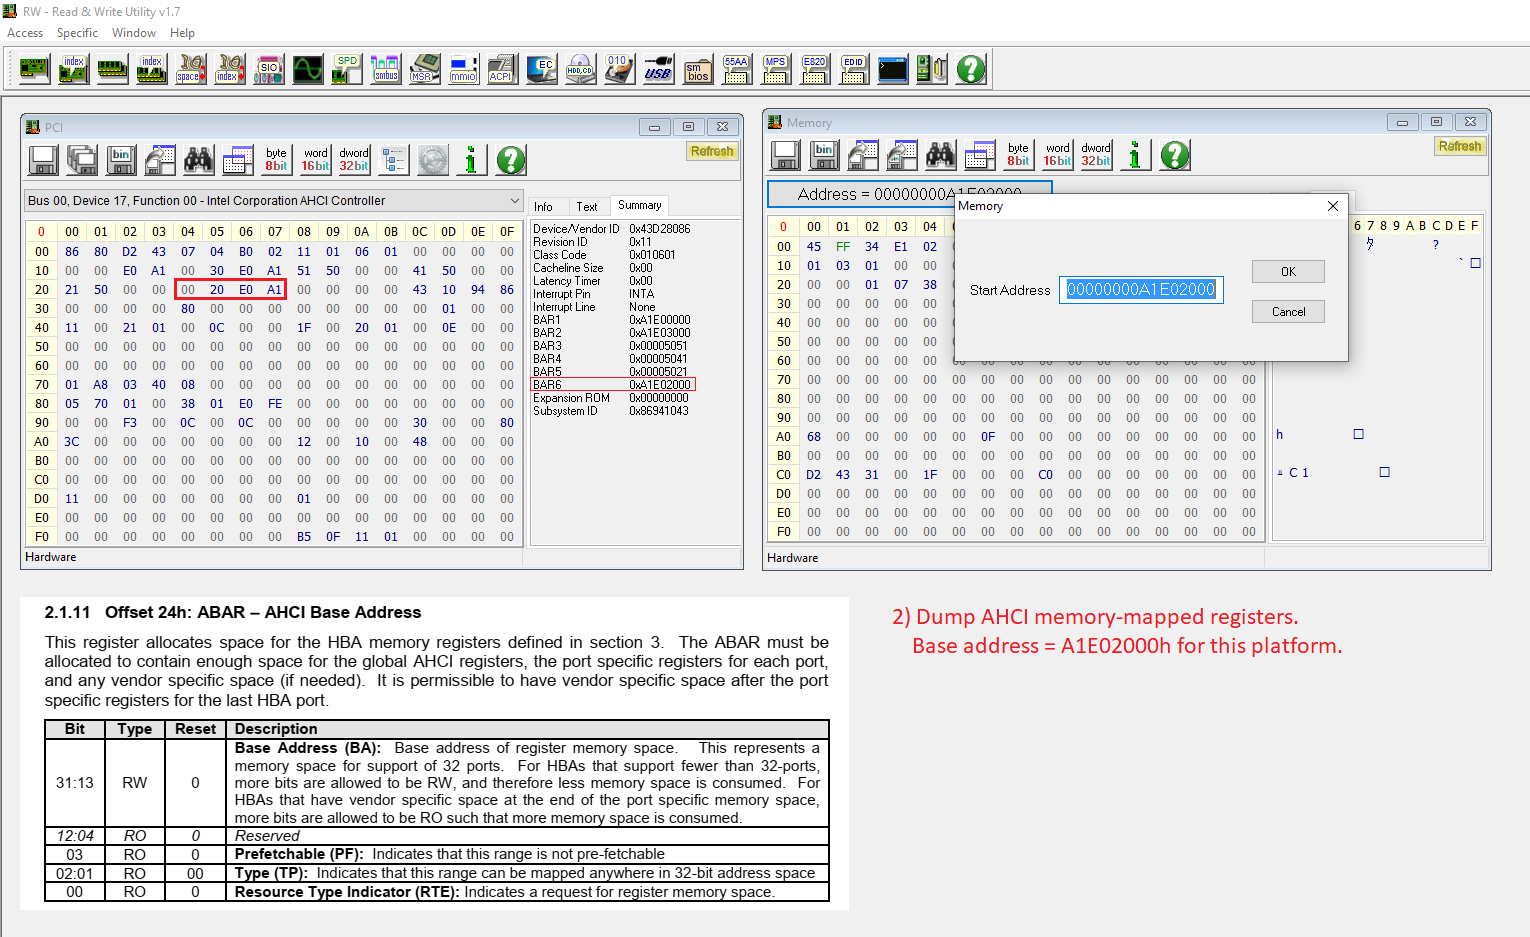 RW - Read & Write Utility v1.7
Access Specific Window Help
index index space index SIO SPD smbus MSR mmio ACPI EC HDD,CD 010 USB sm bios 55AA MPS E820 EDID
PCI
bin byte 8bit word 16bit dword 32bit
Refresh
Bus 00, Device 17, Function 00 - Intel Corporation AHCI Controller
0 00 01 02 03 04 05 06 07 08 09 0A 0B 0C 0D 0E 0F
00 86 80 D2 43 07 04 B0 02 11 01 06 01 00 00 00 00
10 00 00 E0 A1 00 30 E0 A1 51 50 00 00 41 50 00 00
20 21 50 00 00 00 20 E0 A1 00 00 00 00 43 10 94 86
30 00 00 00 00 80 00 00 00 00 00 00 00 00 01 00 00
40 11 00 21 01 00 0C 00 00 1F 00 20 01 00 0E 00 00
50 00 00 00 00 00 00 00 00 00 00 00 00 00 00 00 00
60 00 00 00 00 00 00 00 00 00 00 00 00 00 00 00 00
70 01 A8 03 40 08 00 00 00 00 00 00 00 00 00 00 00
80 05 70 01 00 38 01 E0 FE 00 00 00 00 00 00 00 00
90 00 00 F3 00 0C 00 0C 00 00 00 00 00 30 00 00 80
A0 3C 00 00 00 00 00 00 00 12 00 10 00 48 00 00 00
B0 00 00 00 00 00 00 00 00 00 00 00 00 00 00 00 00
C0 00 00 00 00 00 00 00 00 00 00 00 00 00 00 00 00
D0 11 00 00 00 00 00 00 00 01 00 00 00 00 00 00 00
E0 00 00 00 00 00 00 00 00 00 00 00 00 00 00 00 00
F0 00 00 00 00 00 00 00 00 B5 0F 11 01 00 00 00 00
Hardware
Info Text Summary
Device/Vendor ID 0x43D28086
Revision ID 0x11
Class Code 0x010601
Cacheline Size 0x00
Latency Timer 0x00
Interrupt Pin INTA
Interrupt Line None
BAR1 0xA1E00000
BAR2 0xA1E03000
BAR3 0x00005051
BAR4 0x00005041
BAR5 0x00005021
BAR6 0xA1E02000
Expansion ROM 0x00000000
Subsystem ID 0x86941043
Memory
bin byte 8bit word 16bit dword 32bit
Refresh
Address = 00000000A1E02000
0 00 01 02 03 04
6 7 8 9 A B C D E F
00 45 FF 34 E1 02
ｸ ?
10 01 03 01 00 00
`
20 00 00 01 07 38
30 00 00 00 00 00
40 00 00 00 00 00
50 00 00 00 00 00
60 00 00 00 00 00 00 00 00 00 00 00 00 00 00 00 00
70 00 00 00 00 00 00 00 00 00 00 00 00 00 00 00 00
80 00 00 00 00 00 00 00 00 00 00 00 00 00 00 00 00
90 00 00 00 00 00 00 00 00 00 00 00 00 00 00 00 00
A0 68 00 00 00 00 00 0F 00 00 00 00 00 00 00 00 00
h
B0 00 00 00 00 00 00 00 00 00 00 00 00 00 00 00 00
C0 D2 43 31 00 1F 00 00 00 C0 00 00 00 00 00 00 00
C 1
D0 00 00 00 00 00 00 00 00 00 00 00 00 00 00 00 00
E0 00 00 00 00 00 00 00 00 00 00 00 00 00 00 00 00
F0 00 00 00 00 00 00 00 00 00 00 00 00 00 00 00 00
Hardware
Memory
Start Address 00000000A1E02000
OK
Cancel
2.1.11 Offset 24h: ABAR – AHCI Base Address
This register allocates space for the HBA memory registers defined in section 3. The ABAR must be
allocated to contain enough space for the global AHCI registers, the port specific registers for each port,
and any vendor specific space (if needed). It is permissible to have vendor specific space after the port
specific registers for the last HBA port.
Bit Type Reset Description
31:13 RW 0 Base Address (BA): Base address of register memory space. This represents a
memory space for support of 32 ports. For HBAs that support fewer than 32-ports,
more bits are allowed to be RW, and therefore less memory space is consumed. For
HBAs that have vendor specific space at the end of the port specific memory space,
more bits are allowed to be RO such that more memory space is consumed.
12:04 RO 0 Reserved
03 RO 0 Prefetchable (PF): Indicates that this range is not pre-fetchable
02:01 RO 00 Type (TP): Indicates that this range can be mapped anywhere in 32-bit address space
00 RO 0 Resource Type Indicator (RTE): Indicates a request for register memory space.
2) Dump AHCI memory-mapped registers.
Base address = A1E02000h for this platform.